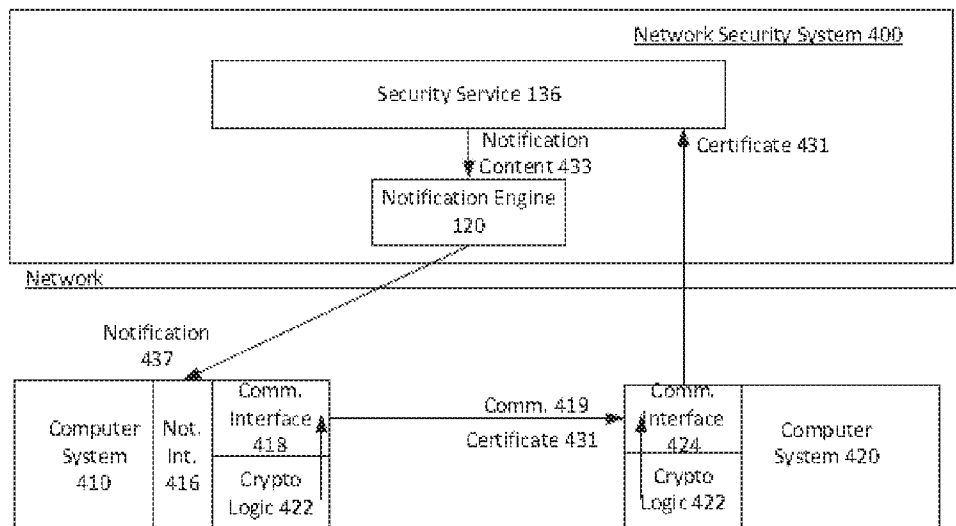 Network Security System 400
Security Service 136
Notification
Content 433
Certificate 431
Notification Engine
120
Network
Notification
437
Computer
System
410
Not.
Int.
416
Comm.
Interface
418
Crypto
Logic 422
Comm. 419
Certificate 431
Comm.
Interface
424
Crypto
Logic 422
Computer
System 420